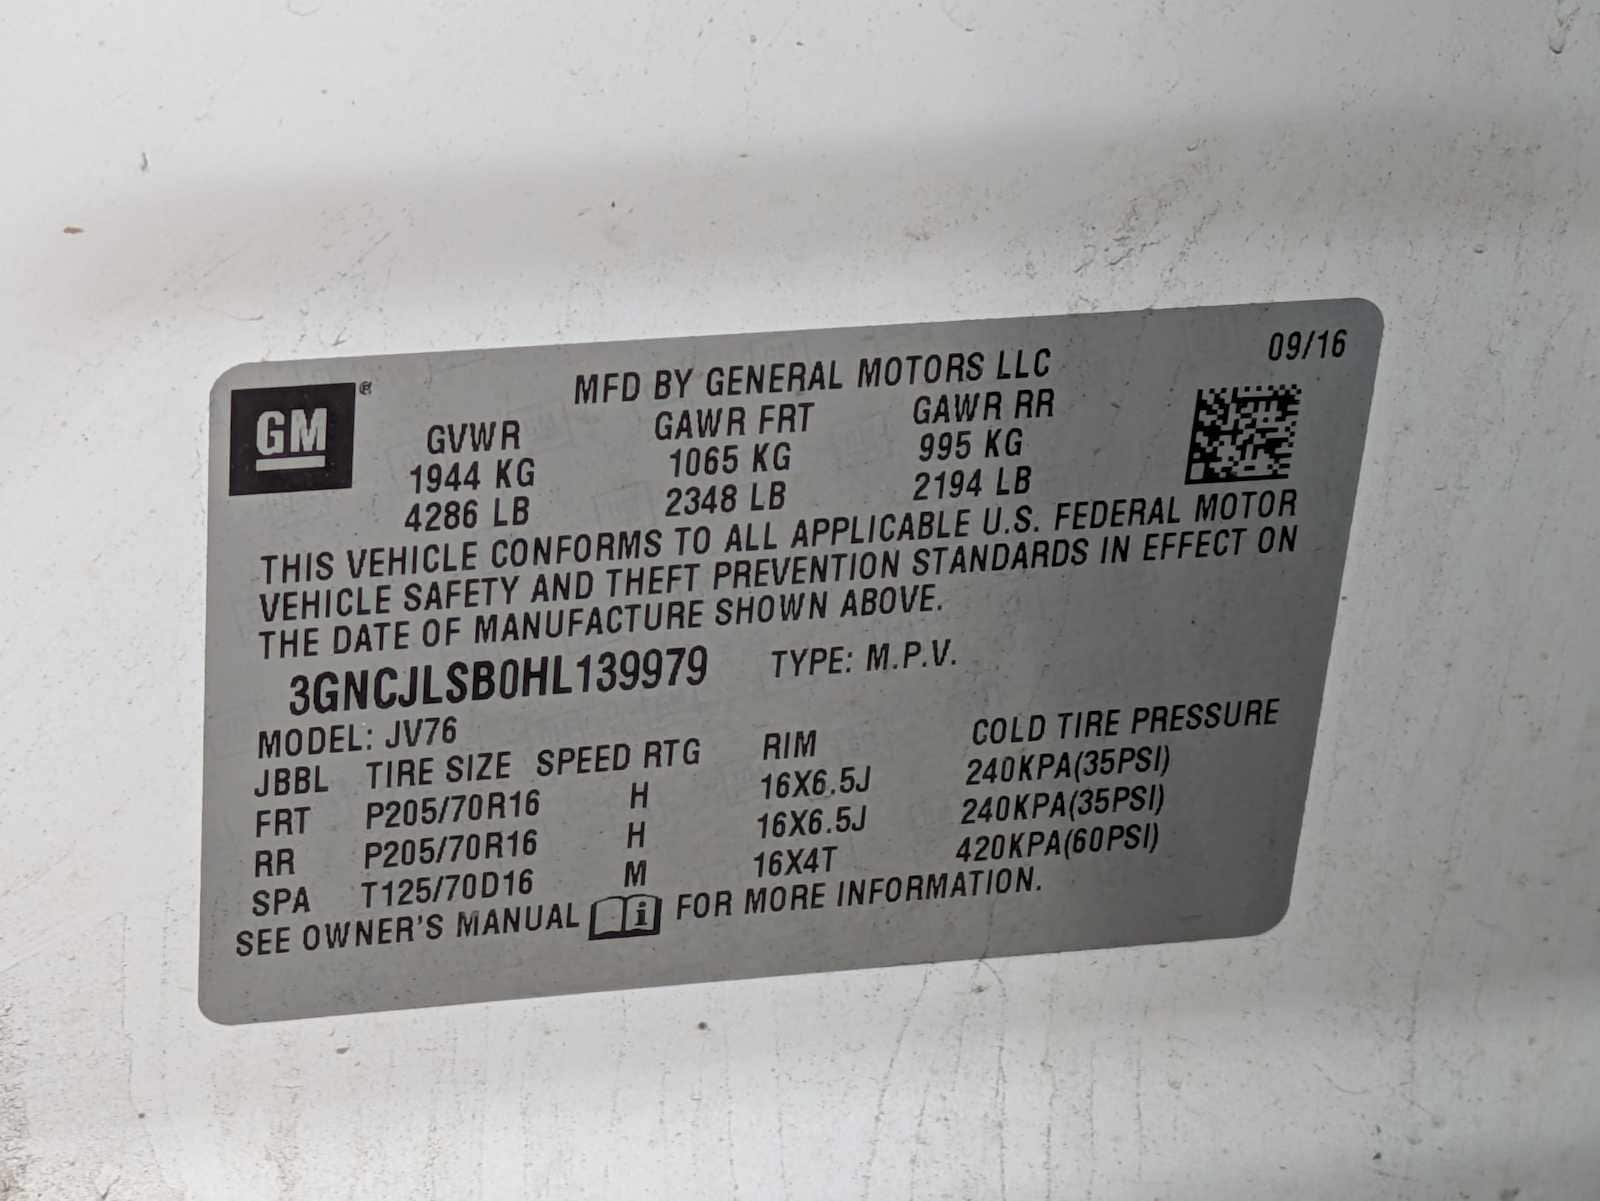 09/16
GM ®
MFD BY GENERAL MOTORS LLC
GVWR GAWR FRT GAWR RR
1944 KG 1065 KG 995 KG
4286 LB 2348 LB 2194 LB
THIS VEHICLE CONFORMS TO ALL APPLICABLE U.S. FEDERAL MOTOR
VEHICLE SAFETY AND THEFT PREVENTION STANDARDS IN EFFECT ON
THE DATE OF MANUFACTURE SHOWN ABOVE.
3GNCJLSB0HL139979 TYPE: M.P.V.
MODEL: JV76
JBBL TIRE SIZE SPEED RTG RIM COLD TIRE PRESSURE
FRT P205/70R16 H 16X6.5J 240KPA(35PSI)
RR P205/70R16 H 16X6.5J 240KPA(35PSI)
SPA T125/70D16 M 16X4T 420KPA(60PSI)
SEE OWNER'S MANUAL i FOR MORE INFORMATION.